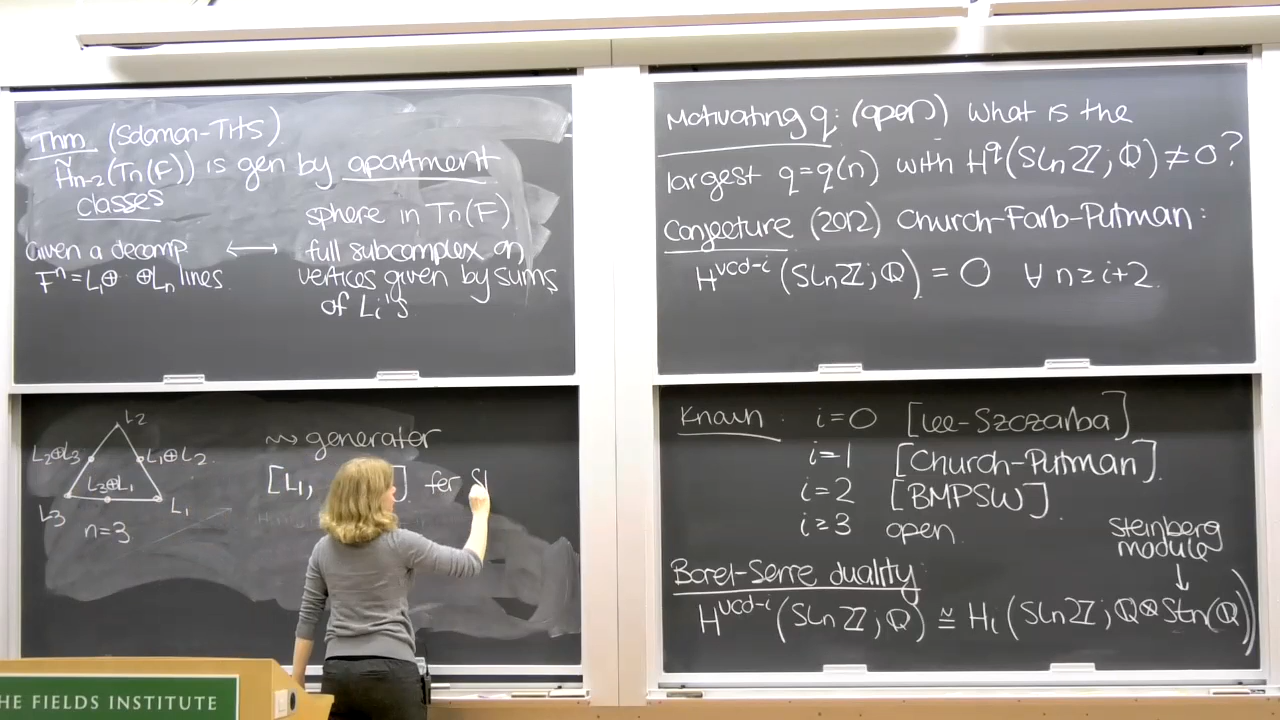 Thm (Solomon-Tits)
H̃n-2(Tn(F)) is gen by apartment
classes
sphere in Tn(F)
Given a decomp ⟷ full subcomplex on
Fⁿ = L₁⊕ ⊕Ln lines. vertices given by sums
of Li's
L2
L2⊕L3 L1⊕L2
L3⊕L1
L3 L1
n=3
⇝ generator
[L1, ] for S
Motivating q: (open) What is the
largest q=q(n) with H^q(SLnℤ; ℚ) ≠ 0?
Conjecture (2012) Church-Farb-Putman:
H^vcd-i(SLnℤ; ℚ) = 0 ∀ n≥i+2.
Known: i=0 [Lee-Szczarba]
i=1 [Church-Putman].
i=2 [BMPSW].
i≥3 open.
Steinberg
module
↓
Borel-Serre duality:
H^vcd-i(SLnℤ; ℚ) ≅ Hi(SLnℤ; ℚ⊗Stn(ℚ))
THE FIELDS INSTITUTE